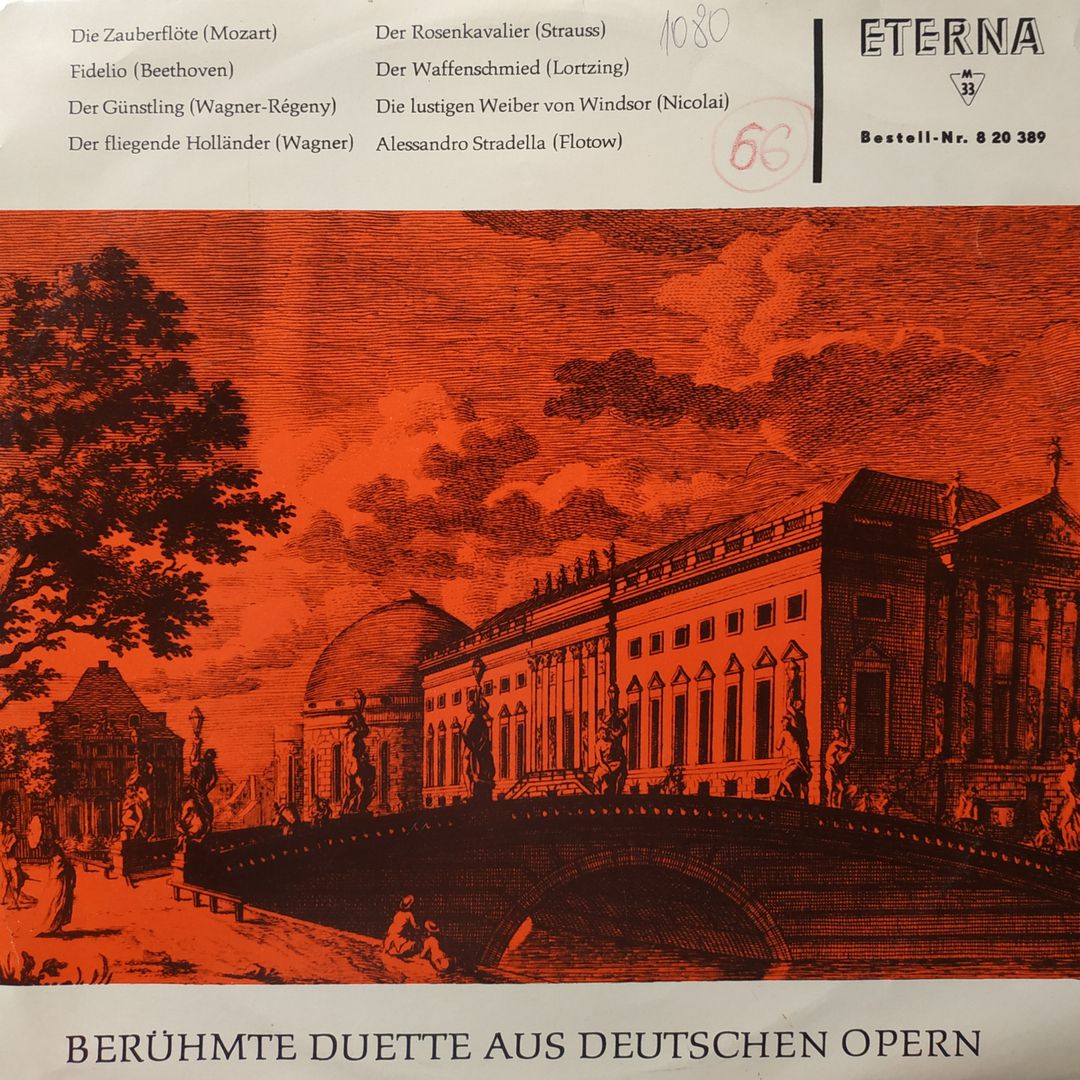 Die Zauberflöte (Mozart)
Fidelio (Beethoven)
Der Günstling (Wagner-Régeny)
Der fliegende Holländer (Wagner)
Der Rosenkavalier (Strauss)
Der Waffenschmied (Lortzing)
Die lustigen Weiber von Windsor (Nicolai)
Alessandro Stradella (Flotow)
1080
66
ETERNA
M
33
Bestell-Nr. 8 20 389
BERÜHMTE DUETTE AUS DEUTSCHEN OPERN